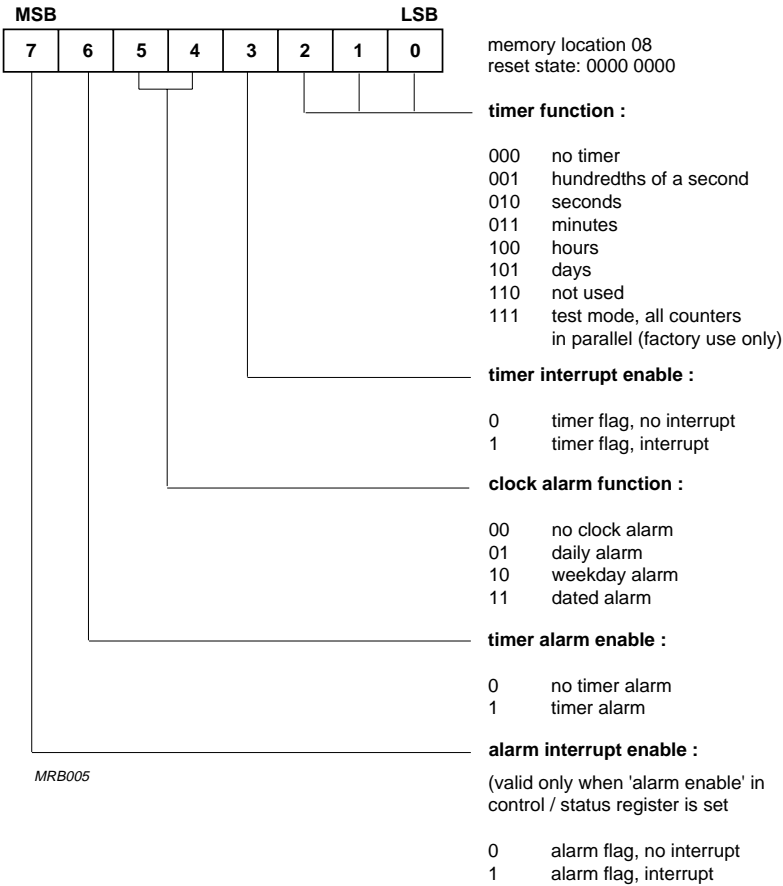 MSB LSB
7 6 5 4 3 2 1 0
memory location 08
reset state: 0000 0000
timer function :
000 no timer
001 hundredths of a second
010 seconds
011 minutes
100 hours
101 days
110 not used
111 test mode, all counters
in parallel (factory use only)
timer interrupt enable :
0 timer flag, no interrupt
1 timer flag, interrupt
clock alarm function :
00 no clock alarm
01 daily alarm
10 weekday alarm
11 dated alarm
timer alarm enable :
0 no timer alarm
1 timer alarm
alarm interrupt enable :
MRB005
(valid only when 'alarm enable' in
control / status register is set
0 alarm flag, no interrupt
1 alarm flag, interrupt